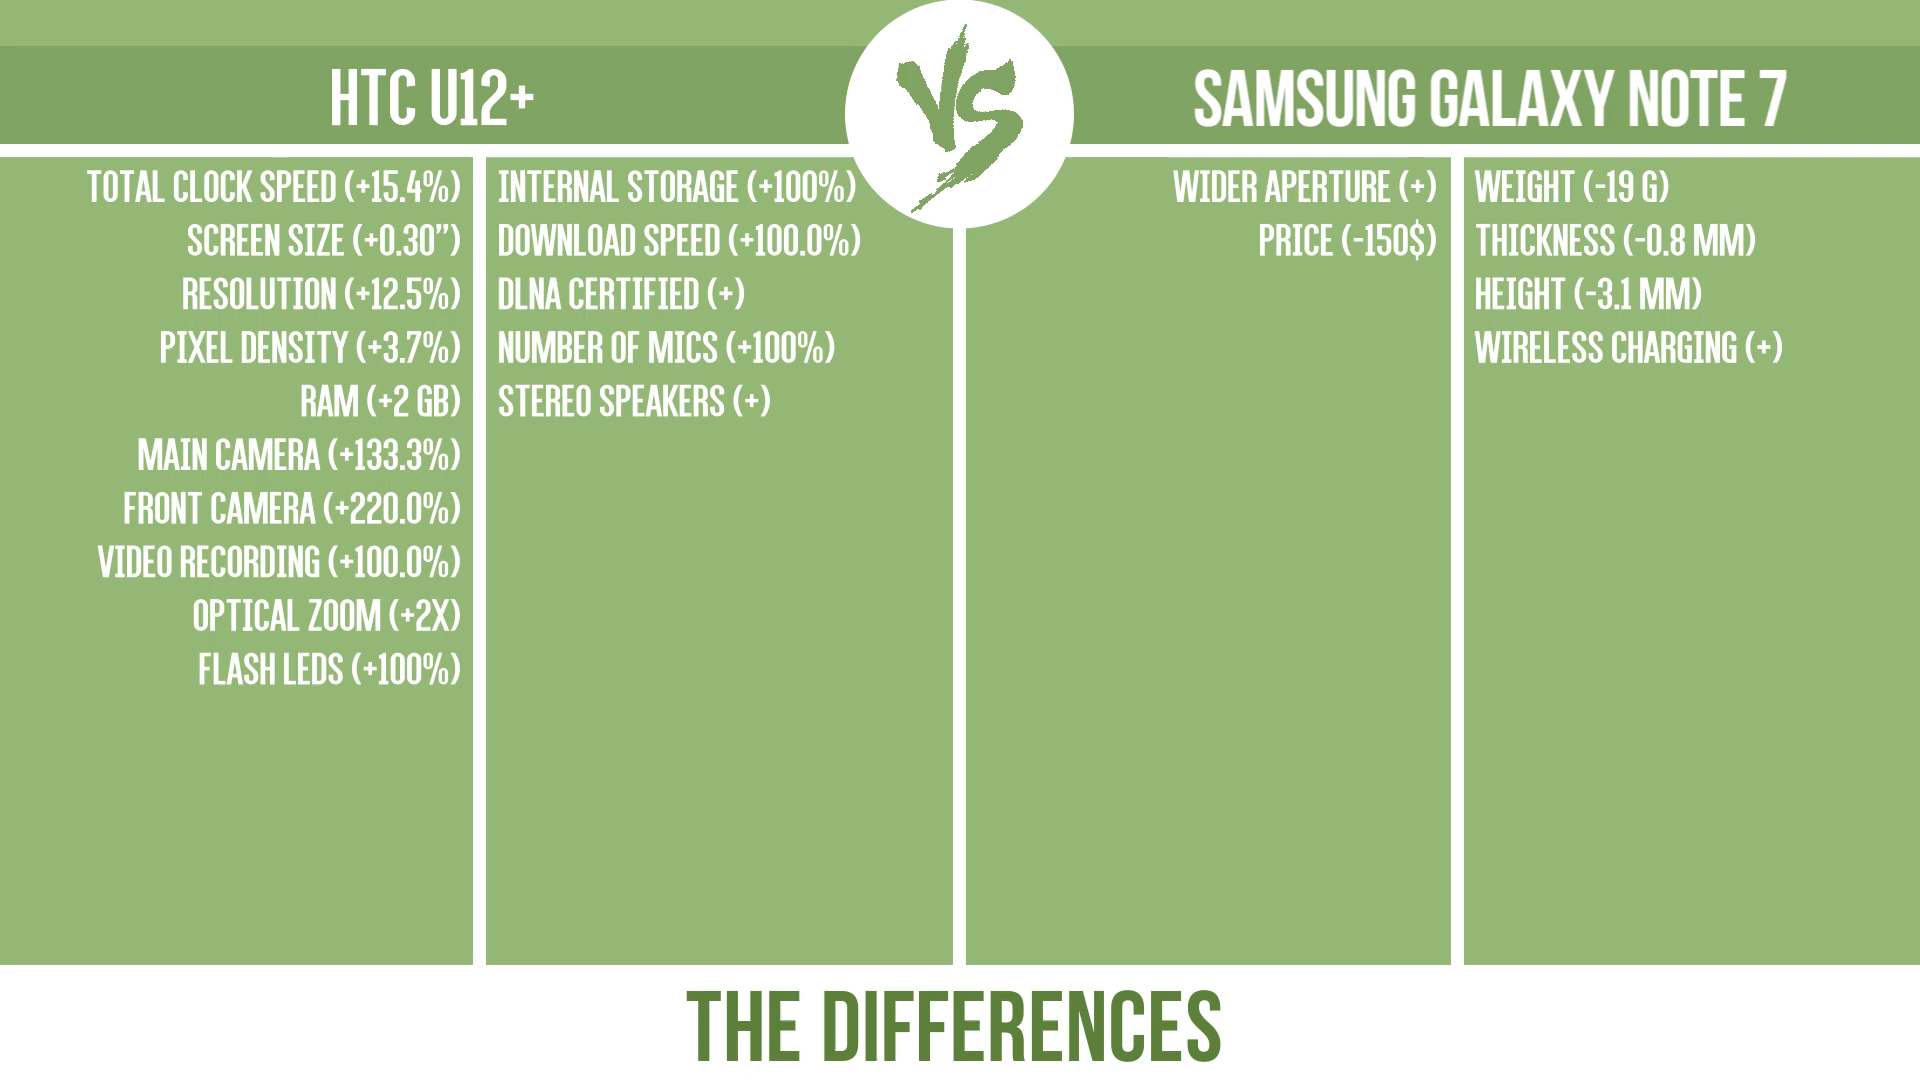 HTC U12+
VS
SAMSUNG GALAXY NOTE 7
TOTAL CLOCK SPEED (+15.4%)
SCREEN SIZE (+0.30”)
RESOLUTION (+12.5%)
PIXEL DENSITY (+3.7%)
RAM (+2 GB)
MAIN CAMERA (+133.3%)
FRONT CAMERA (+220.0%)
VIDEO RECORDING (+100.0%)
OPTICAL ZOOM (+2X)
FLASH LEDS (+100%)
INTERNAL STORAGE (+100%)
DOWNLOAD SPEED (+100.0%)
DLNA CERTIFIED (+)
NUMBER OF MICS (+100%)
STEREO SPEAKERS (+)
WIDER APERTURE (+)
PRICE (-150$)
WEIGHT (-19 G)
THICKNESS (-0.8 MM)
HEIGHT (-3.1 MM)
WIRELESS CHARGING (+)
THE DIFFERENCES